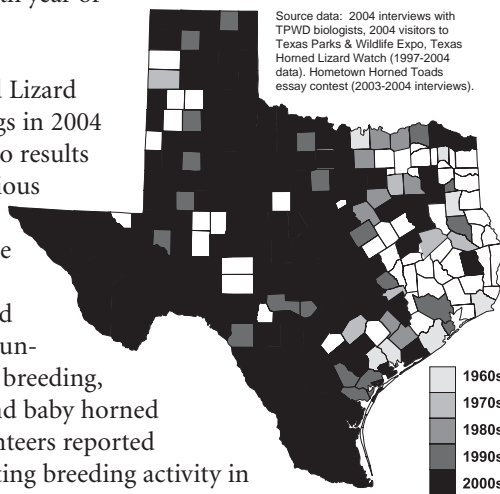 th year of
d Lizard
gs in 2004
o results
ious
e
d
un-
breeding,
nd baby horned
nteers reported
ting breeding activity in
Source data: 2004 interviews with
TPWD biologists, 2004 visitors to
Texas Parks & Wildlife Expo, Texas
Horned Lizard Watch (1997-2004
data). Hometown Horned Toads
essay contest (2003-2004 interviews).
1960s
1970s
1980s
1990s
2000s